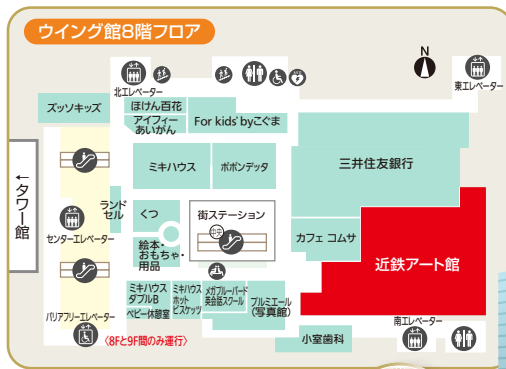 ウイング館8階フロア
N
北エレベーター
東エレベーター
ズッソキッズ
ほけん百花
アイフィー
あいがん
For kids' byこぐま
←タワー館
ミキハウス
ポポンデッタ
三井住友銀行
ランド
セル
くつ
街ステーション
センターエレベーター
絵本・
おもちゃ・
用品
カフェ コムサ
近鉄アート館
ミキハウス
ダブルB
ベビー休憩室
ミキハウス
ホット
ビスケッツ
メガブルーバード
英会話スクール
プルミエール
(写真館)
バリアフリーエレベーター
〈8Fと9F間のみ運行〉
小室歯科
南エレベーター